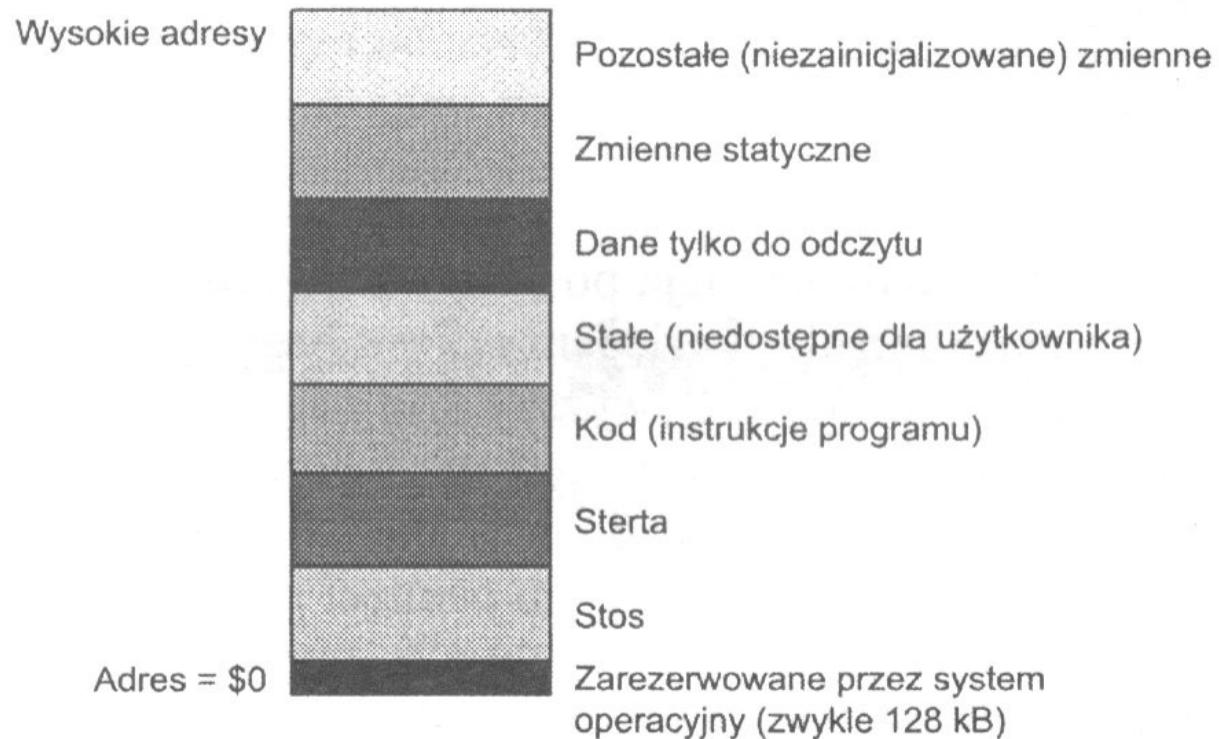 Wysokie adresy
Pozostałe (niezainicjalizowane) zmienne
Zmienne statyczne
Dane tylko do odczytu
Stałe (niedostępne dla użytkownika)
Kod (instrukcje programu)
Sterta
Stos
Adres = $0
Zarezerwowane przez system
operacyjny (zwykle 128 kB)